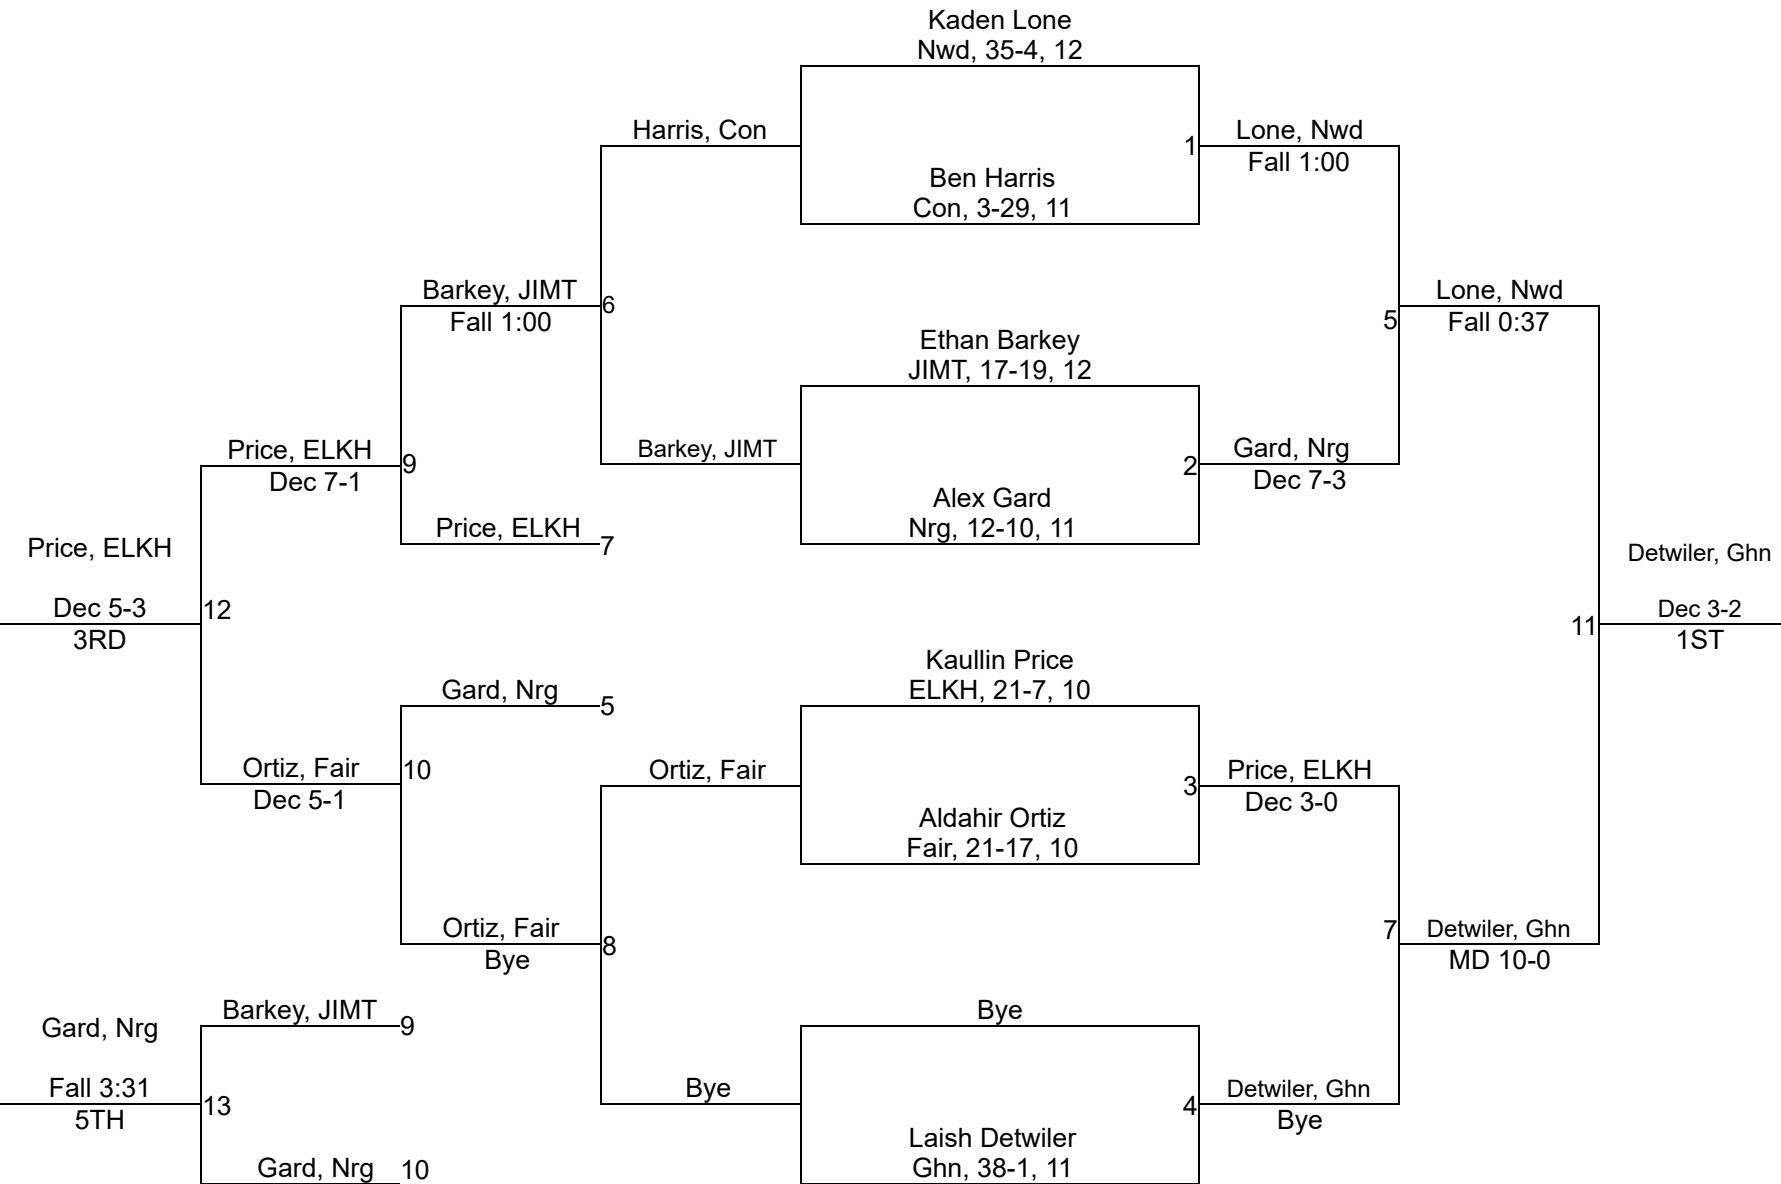 Kaden Lone
Nwd, 35-4, 12
Harris, Con
1
Lone, Nwd
Fall 1:00
Ben Harris
Con, 3-29, 11
Barkey, JIMT
Fall 1:00
6
Lone, Nwd
Fall 0:37
5
Ethan Barkey
JIMT, 17-19, 12
Price, ELKH
Dec 7-1
9
Barkey, JIMT
2
Gard, Nrg
Dec 7-3
Alex Gard
Nrg, 12-10, 11
Price, ELKH
7
Price, ELKH
Dec 5-3
3RD
12
Detwiler, Ghn
Dec 3-2
1ST
11
Kaullin Price
ELKH, 21-7, 10
Gard, Nrg
5
Ortiz, Fair
Dec 5-1
10
Ortiz, Fair
3
Price, ELKH
Dec 3-0
Aldahir Ortiz
Fair, 21-17, 10
Ortiz, Fair
Bye
8
7
Detwiler, Ghn
MD 10-0
Bye
Barkey, JIMT
9
Gard, Nrg
Fall 3:31
5TH
13
Bye
4
Detwiler, Ghn
Bye
Laish Detwiler
Ghn, 38-1, 11
Gard, Nrg
10